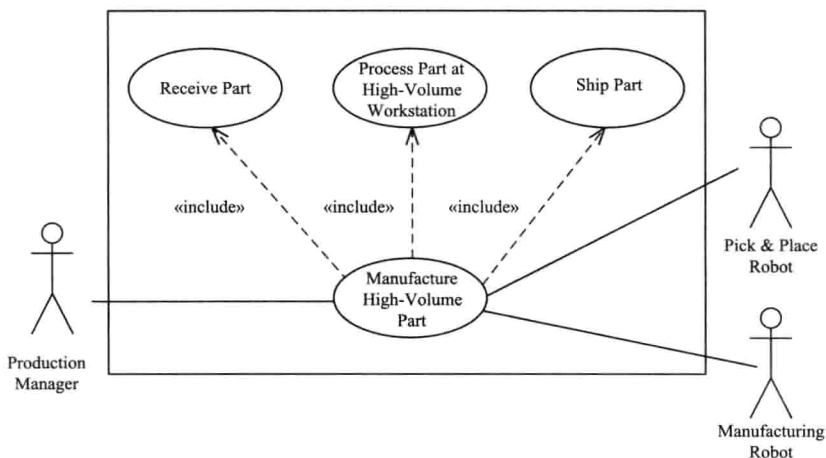 Receive Part
Process Part at
High-Volume
Workstation
Ship Part
«include»
«include»
«include»
Pick & Place
Robot
Manufacture
High-Volume
Part
Production
Manager
Manufacturing
Robot